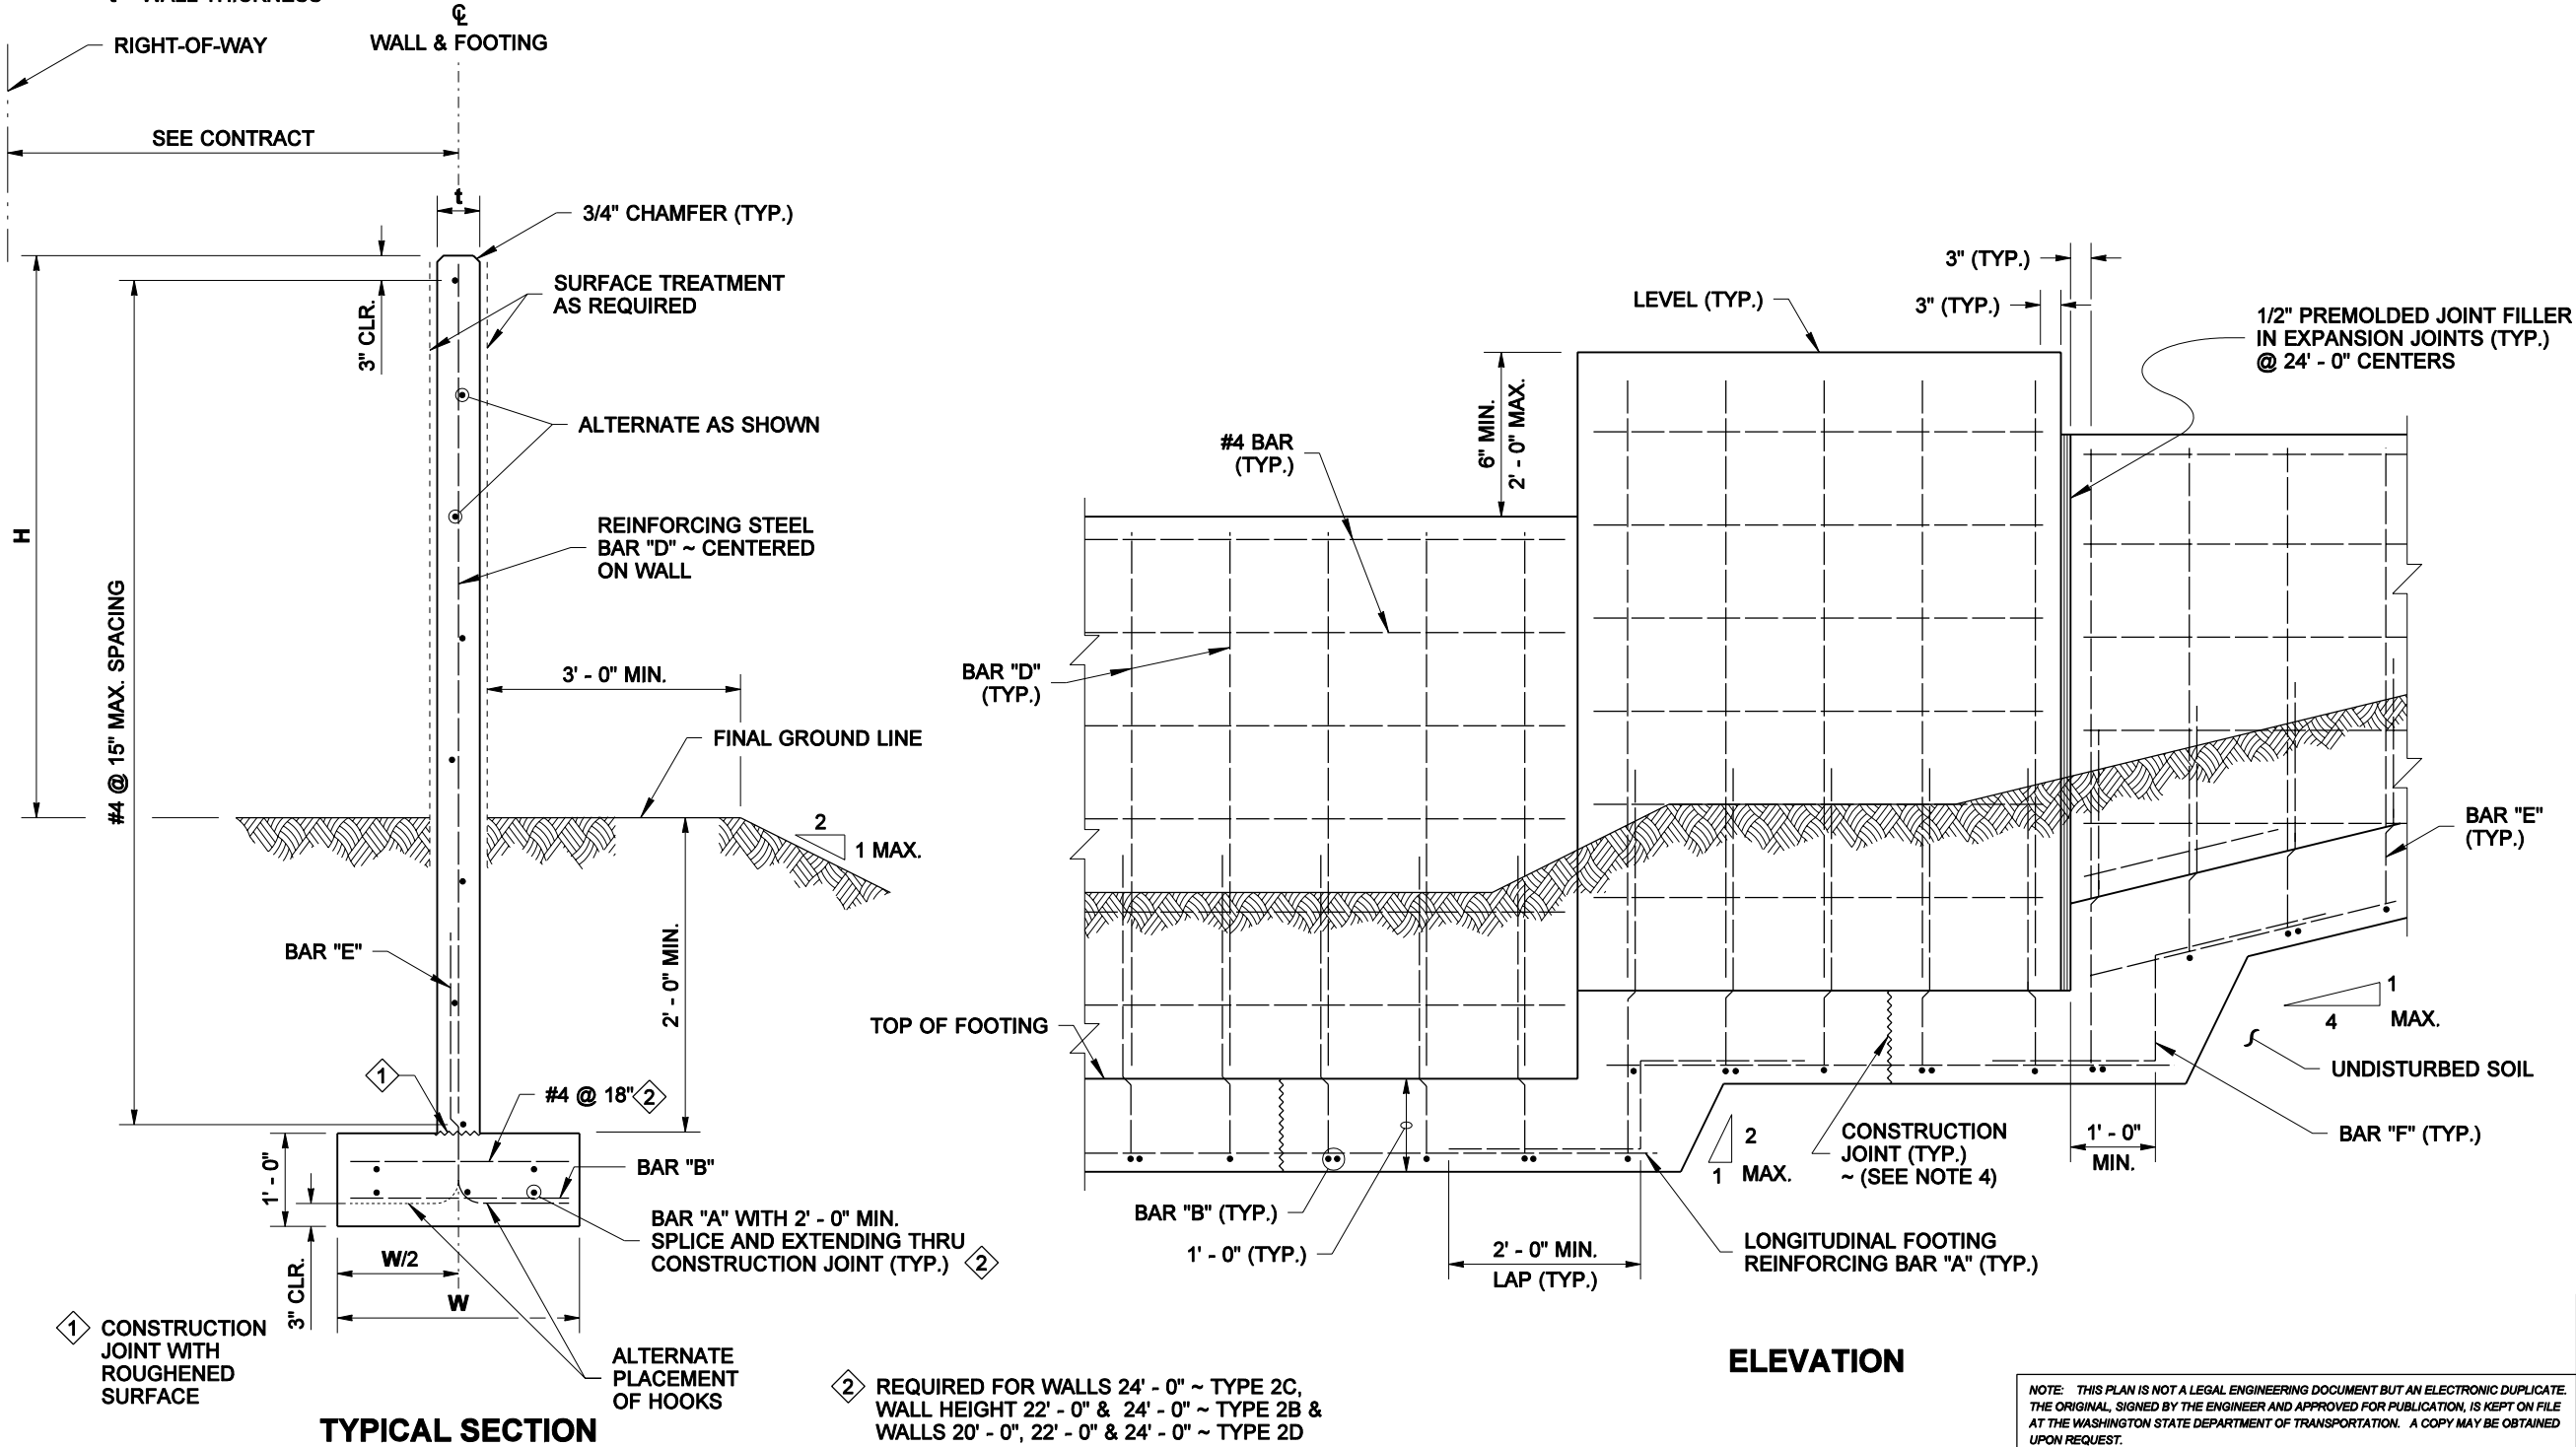 t WALL THICKNESS
℄
WALL & FOOTING
RIGHT-OF-WAY
SEE CONTRACT
t
3/4" CHAMFER (TYP.)
SURFACE TREATMENT
AS REQUIRED
3" CLR.
ALTERNATE AS SHOWN
H
#4 @ 15" MAX. SPACING
REINFORCING STEEL
BAR "D" ~ CENTERED
ON WALL
3' - 0" MIN.
FINAL GROUND LINE
2
1 MAX.
BAR "E"
2' - 0" MIN.
1
#4 @ 18" 2
1' - 0"
BAR "B"
BAR "A" WITH 2' - 0" MIN.
SPLICE AND EXTENDING THRU
CONSTRUCTION JOINT (TYP.) 2
W/2
W
3" CLR.
1 CONSTRUCTION
JOINT WITH
ROUGHENED
SURFACE
ALTERNATE
PLACEMENT
OF HOOKS
TYPICAL SECTION
2 REQUIRED FOR WALLS 24' - 0" ~ TYPE 2C,
WALL HEIGHT 22' - 0" & 24' - 0" ~ TYPE 2B &
WALLS 20' - 0", 22' - 0" & 24' - 0" ~ TYPE 2D
3" (TYP.)
LEVEL (TYP.)
3" (TYP.)
1/2" PREMOLDED JOINT FILLER
IN EXPANSION JOINTS (TYP.)
@ 24' - 0" CENTERS
6" MIN.
2' - 0" MAX.
#4 BAR
(TYP.)
BAR "D"
(TYP.)
BAR "E"
(TYP.)
TOP OF FOOTING
1
4
MAX.
UNDISTURBED SOIL
BAR "F" (TYP.)
1' - 0"
MIN.
CONSTRUCTION
JOINT (TYP.)
~ (SEE NOTE 4)
2
1
MAX.
BAR "B" (TYP.)
1' - 0" (TYP.)
2' - 0" MIN.
LAP (TYP.)
LONGITUDINAL FOOTING
REINFORCING BAR "A" (TYP.)
ELEVATION
NOTE: THIS PLAN IS NOT A LEGAL ENGINEERING DOCUMENT BUT AN ELECTRONIC DUPLICATE.
THE ORIGINAL, SIGNED BY THE ENGINEER AND APPROVED FOR PUBLICATION, IS KEPT ON FILE
AT THE WASHINGTON STATE DEPARTMENT OF TRANSPORTATION. A COPY MAY BE OBTAINED
UPON REQUEST.